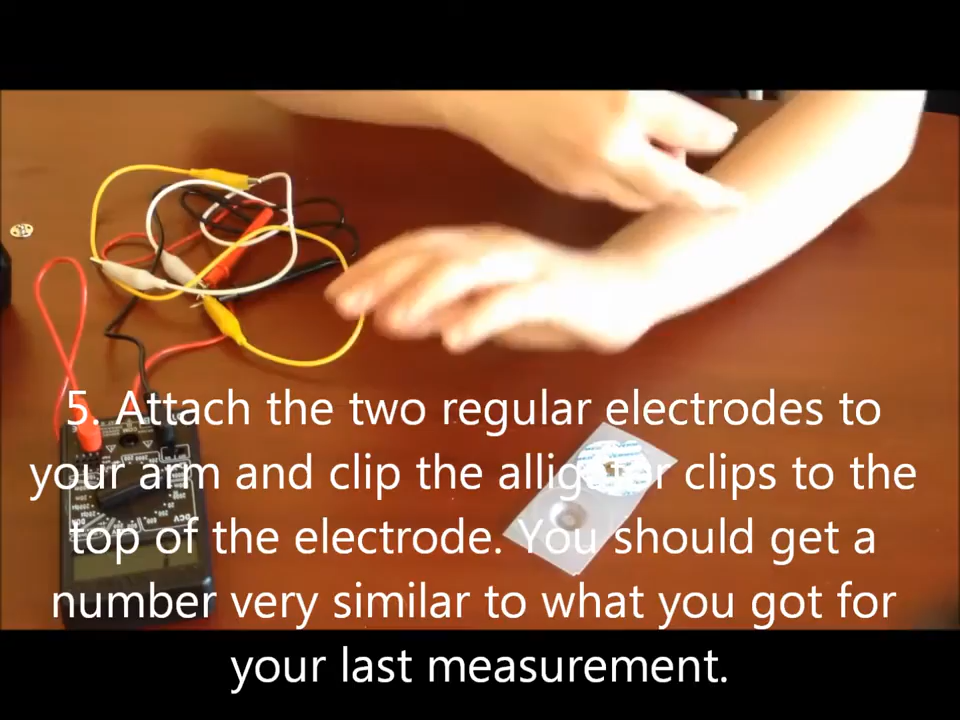 5. Attach the two regular electrodes to
your arm and clip the alligator clips to the
top of the electrode. You should get a
number very similar to what you got for
your last measurement.
DCV